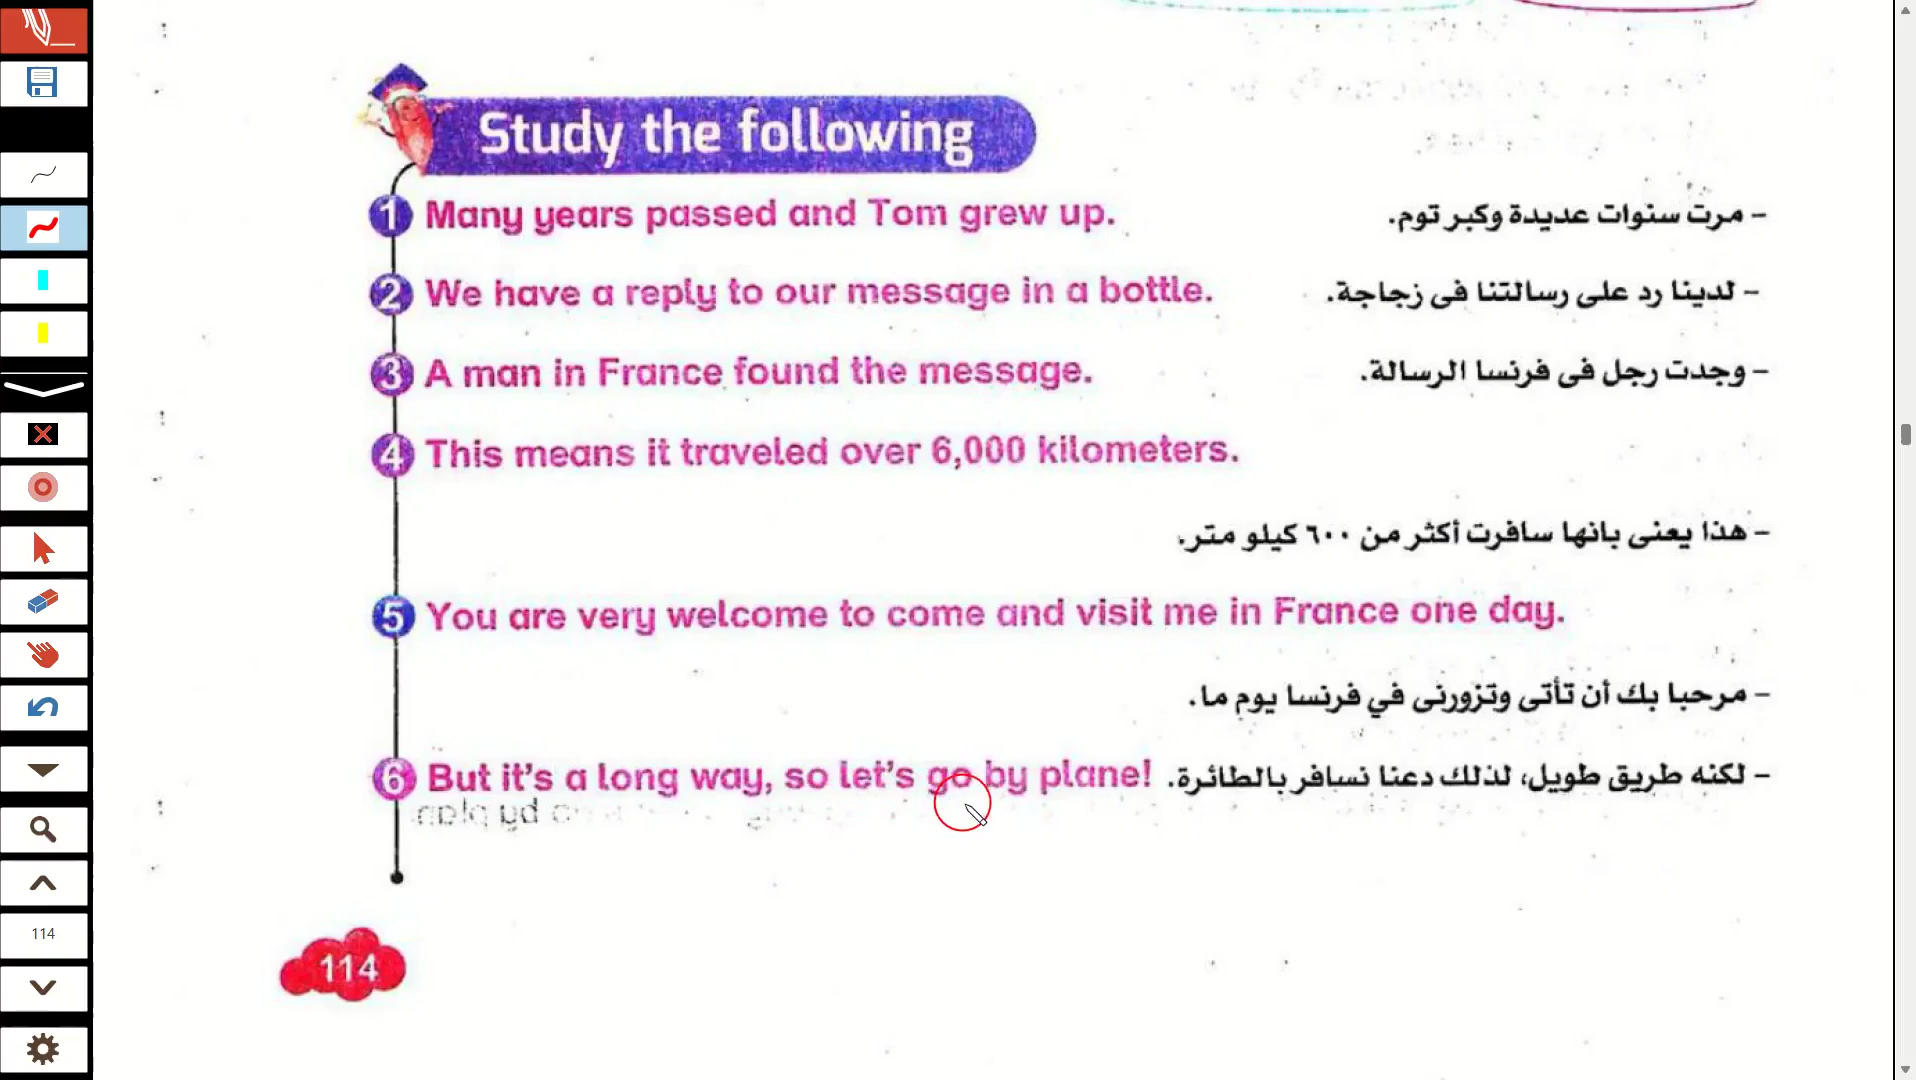 Study the following
1 Many years passed and Tom grew up.
- مرت سنوات عديدة وكبر توم.
2 We have a reply to our message in a bottle.
- لدينا رد على رسالتنا فى زجاجة.
3 A man in France found the message.
- وجدت رجل فى فرنسا الرسالة.
4 This means it traveled over 6,000 kilometers.
- هذا يعنى بانها سافرت أكثر من ٦٠٠ كيلو متر.
5 You are very welcome to come and visit me in France one day.
- مرحبا بك أن تأتى وتزورنى في فرنسا يوم ما.
6 But it's a long way, so let's go by plane!
- لكنه طريق طويل، لذلك دعنا نسافر بالطائرة.
114
114